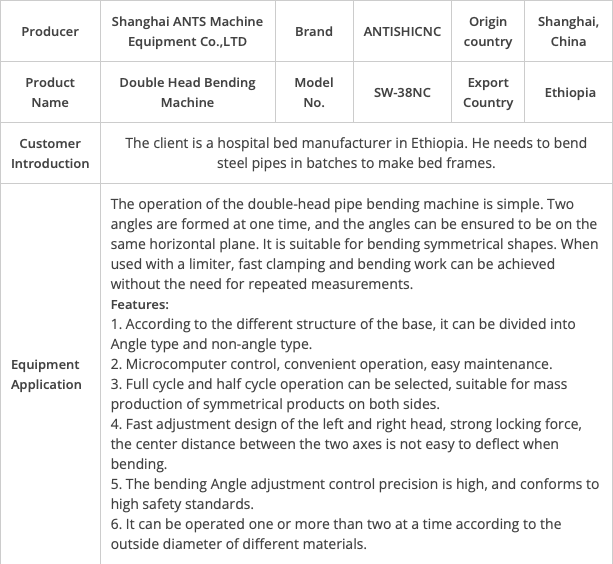 Producer
Shanghai ANTS Machine
Equipment Co.,LTD
Brand
ANTISHICNC
Origin
country
Shanghai,
China
Product
Name
Double Head Bending
Machine
Model
No.
SW-38NC
Export
Country
Ethiopia
Customer
Introduction
The client is a hospital bed manufacturer in Ethiopia. He needs to bend
steel pipes in batches to make bed frames.
Equipment
Application
The operation of the double-head pipe bending machine is simple. Two
angles are formed at one time, and the angles can be ensured to be on the
same horizontal plane. It is suitable for bending symmetrical shapes. When
used with a limiter, fast clamping and bending work can be achieved
without the need for repeated measurements.
Features:
1. According to the different structure of the base, it can be divided into
Angle type and non-angle type.
2. Microcomputer control, convenient operation, easy maintenance.
3. Full cycle and half cycle operation can be selected, suitable for mass
production of symmetrical products on both sides.
4. Fast adjustment design of the left and right head, strong locking force,
the center distance between the two axes is not easy to deflect when
bending.
5. The bending Angle adjustment control precision is high, and conforms to
high safety standards.
6. It can be operated one or more than two at a time according to the
outside diameter of different materials.